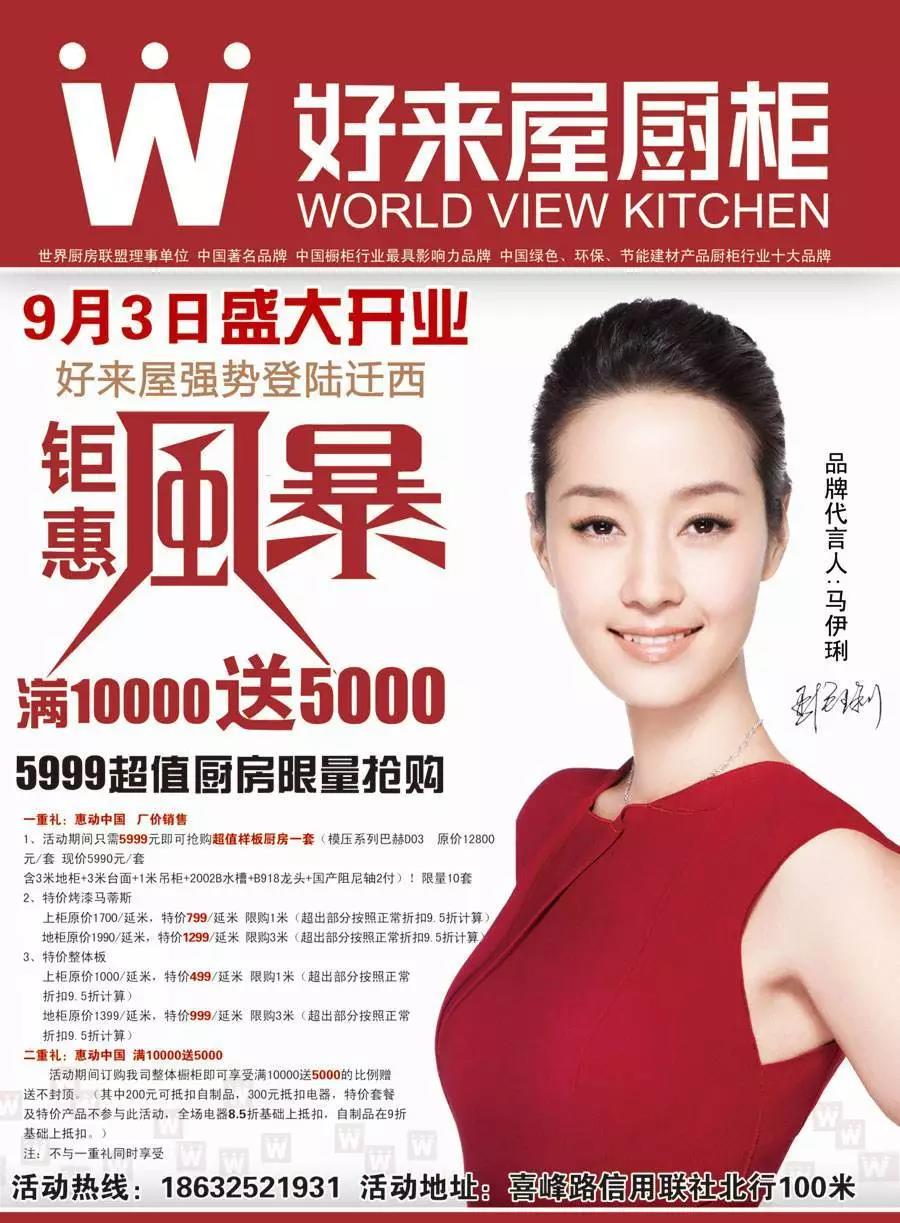 W
好来屋厨柜
WORLD VIEW KITCHEN
世界厨房联盟理事单位 中国著名品牌 中国橱柜行业最具影响力品牌 中国绿色、环保、节能建材产品厨柜行业十大品牌
9月3日盛大开业
好来屋强势登陆迁西
钜惠風暴
品牌代言人:马伊琍
满10000送5000
5999超值厨房限量抢购
一重礼：惠动中国 厂价销售
1、活动期间只需5999元即可抢购超值样板厨房一套（模压系列巴赫D03 原价12800
元/套 现价5990元/套
含3米地柜+3米台面+1米吊柜+2002B水槽+B918龙头+国产阻尼轴2付）！限量10套
2、特价烤漆马蒂斯
上柜原价1700/延米，特价799/延米 限购1米（超出部分按照正常折扣9.5折计算）
地柜原价1990/延米，特价1299/延米 限购3米（超出部分按照正常折扣9.5折计算）
3、特价整体板
上柜原价1000/延米，特价499/延米 限购1米（超出部分按照正常
折扣9.5折计算）
地柜原价1399/延米，特价999/延米 限购3米（超出部分按照正常
折扣9.5折计算）
二重礼：惠动中国 满10000送5000
活动期间订购我司整体橱柜即可享受满10000送5000的比例赠
送不封顶。（其中200元可抵扣自制品，300元抵扣电器，特价套餐
及特价产品不参与此活动，全场电器8.5折基础上抵扣，自制品在9折
基础上抵扣。）
注：不与一重礼同时享受
活动热线：18632521931 活动地址：喜峰路信用联社北行100米